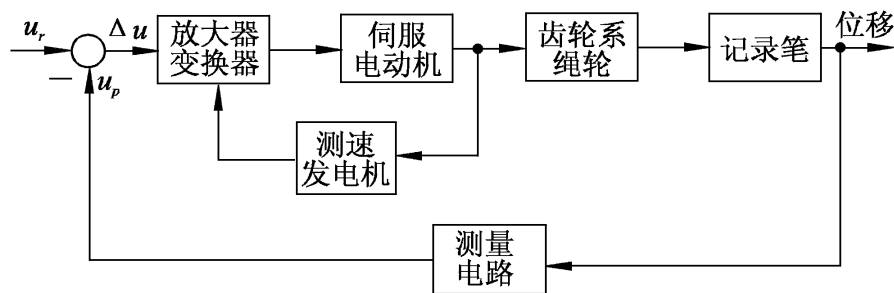 u_r
Δ u
—
u_p
放大器
变换器
伺服
电动机
齿轮系
绳轮
记录笔
位移
测速
发电机
测量
电路